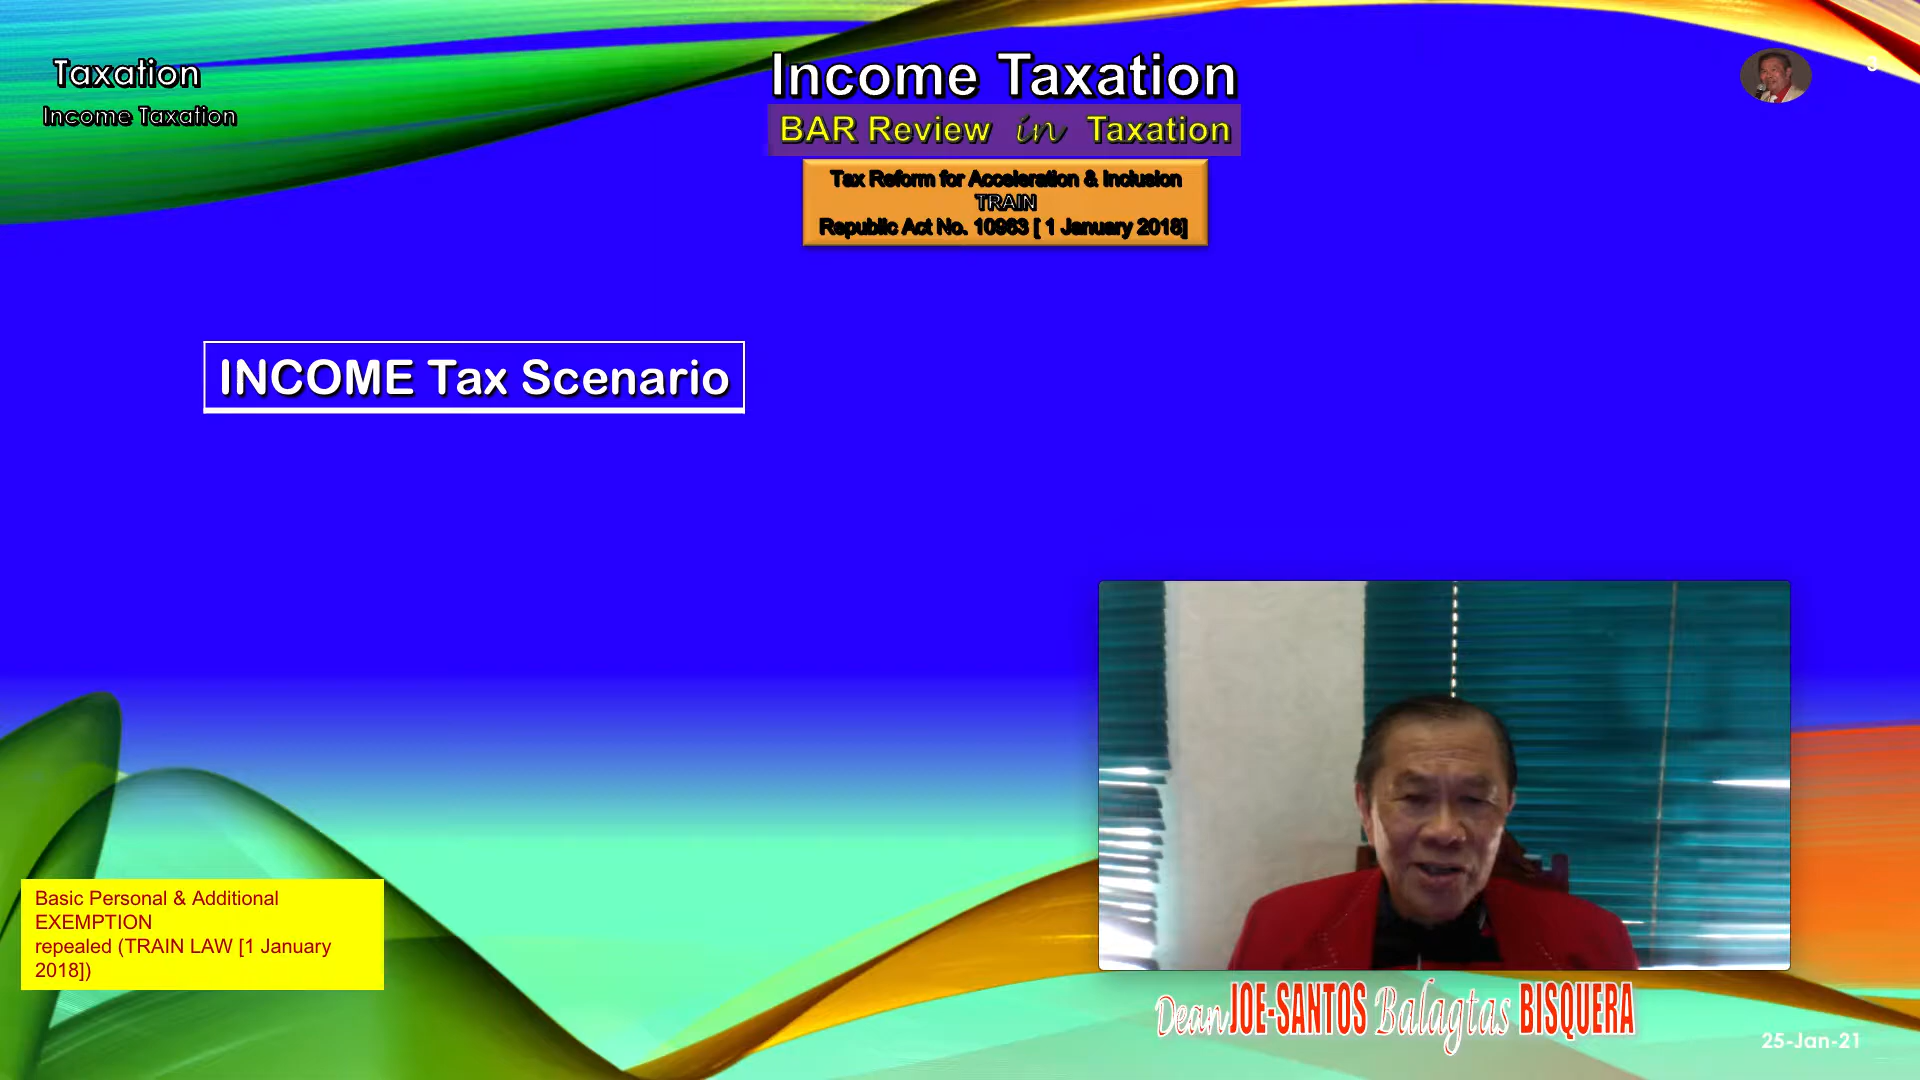 Taxation
Income Taxation
Income Taxation
BAR Review in Taxation
Tax Reform for Acceleration & Inclusion
TRAIN
Republic Act No. 10963 [ 1 January 2018]
3
INCOME Tax Scenario
Basic Personal & Additional
EXEMPTION
repealed (TRAIN LAW [1 January
2018])
Dean JOE-SANTOS Balagtas BISQUERA
25-Jan-21